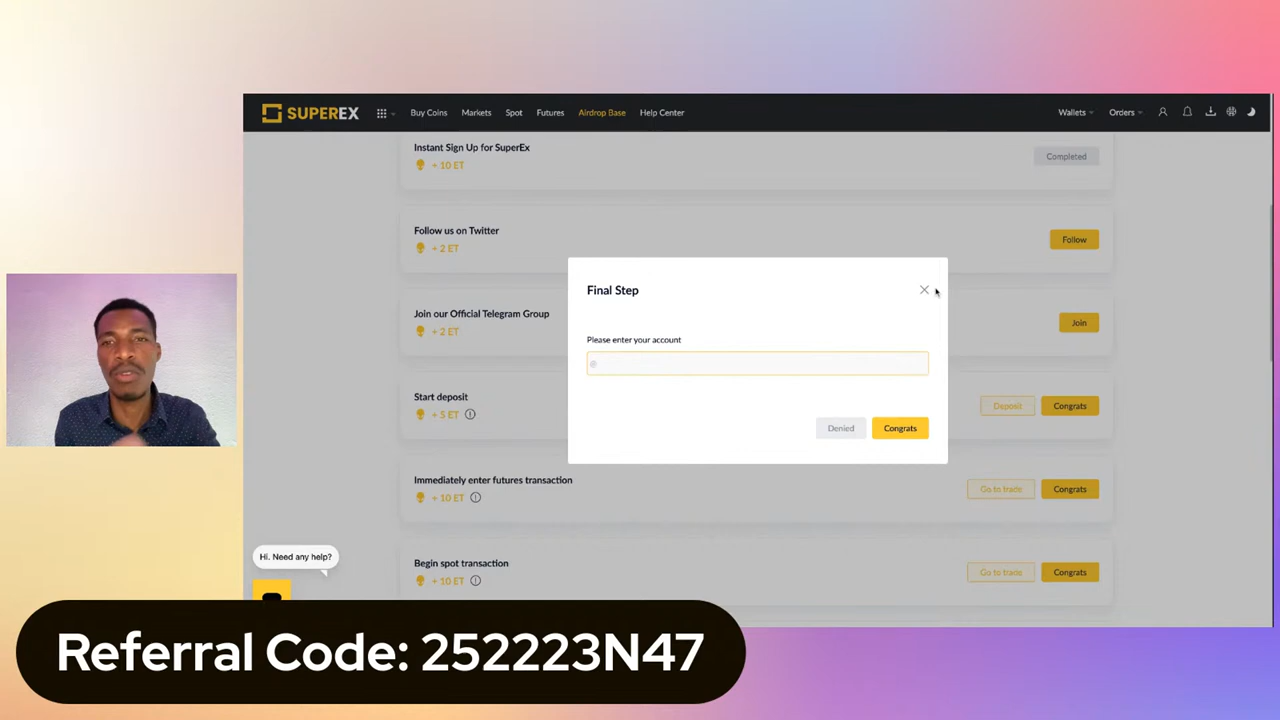 SUPEREX
Buy Coins
Markets
Spot
Futures
Airdrop Base
Help Center
Wallets
Orders
Instant Sign Up for SuperEx
+ 10 ET
Completed
Follow us on Twitter
+ 2 ET
Follow
Join our Official Telegram Group
+ 2 ET
Join
Start deposit
+ 5 ET
Deposit
Congrats
Immediately enter futures transaction
+ 10 ET
Go to trade
Congrats
Begin spot transaction
+ 10 ET
Go to trade
Congrats
Final Step
Please enter your account
@
Denied
Congrats
Hi. Need any help?
Referral Code: 252223N47